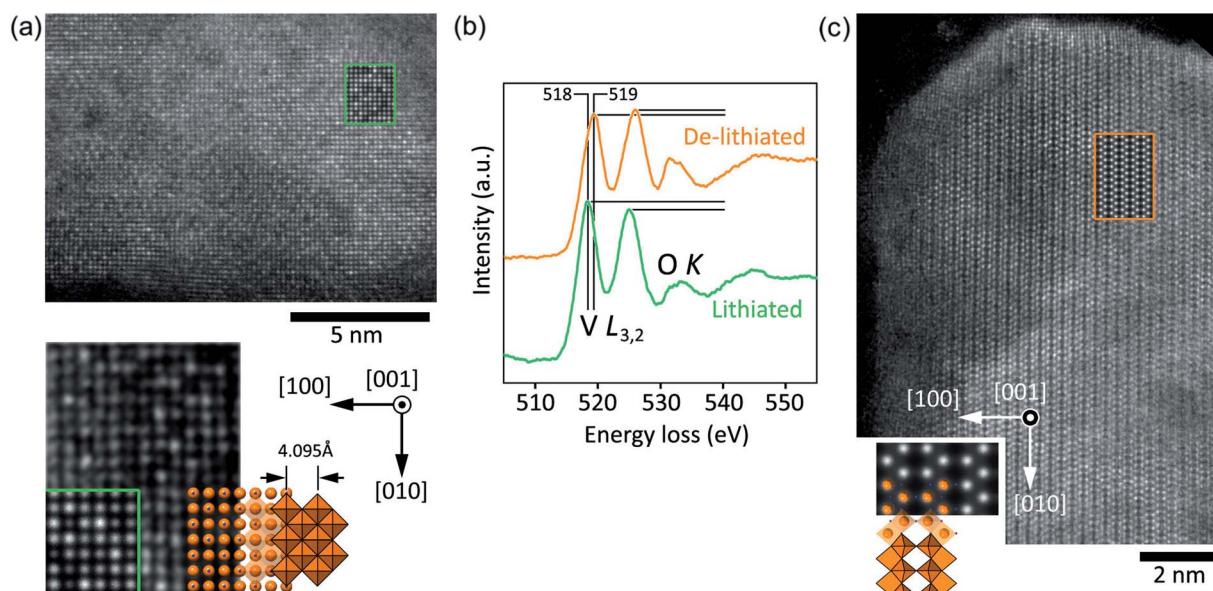 (a)
5 nm
[100]
[001]
[010]
4.095Å
(b)
518
519
De-lithiated
Intensity (a.u.)
O K
Lithiated
V L3,2
510 520 530 540 550
Energy loss (eV)
(c)
[100]
[001]
[010]
2 nm